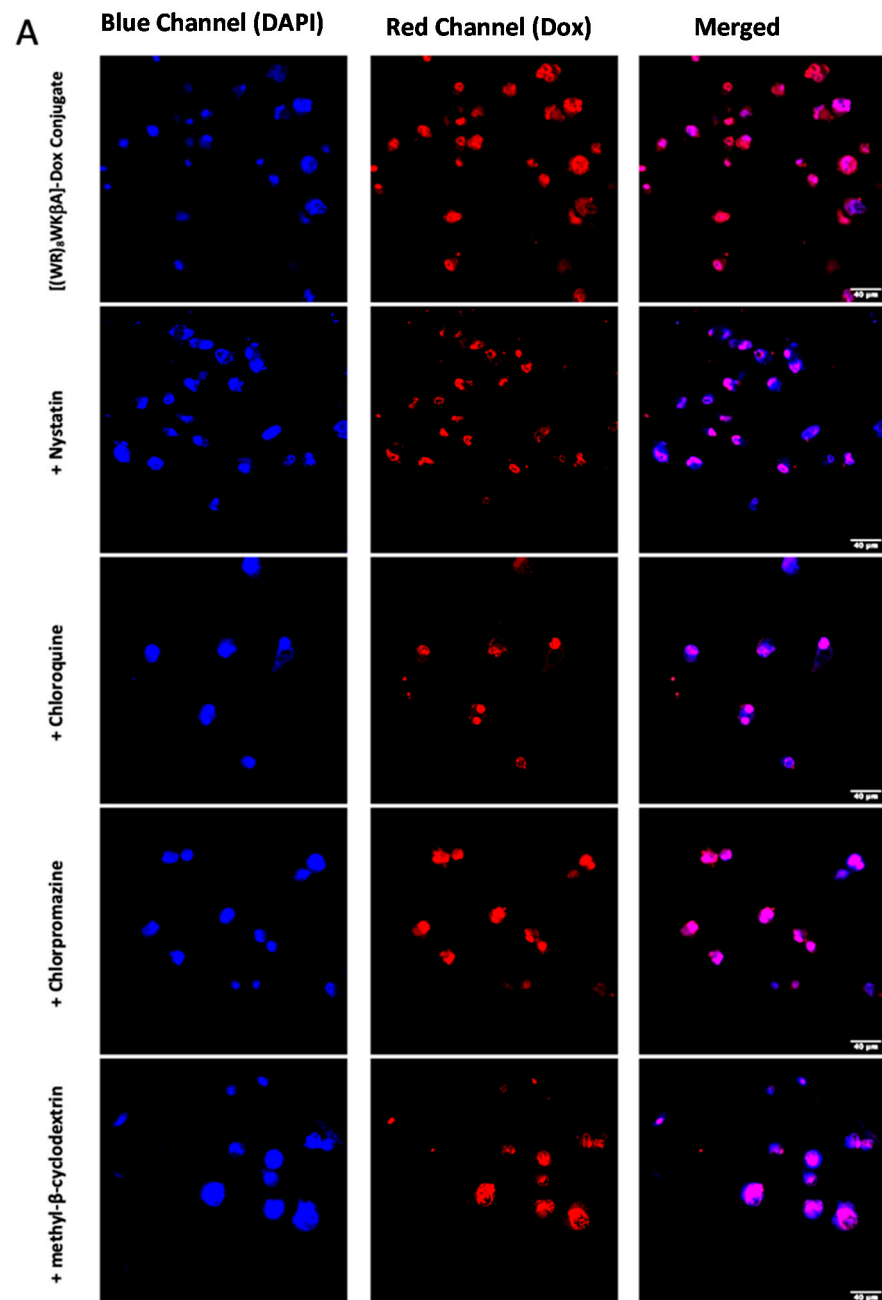 A
Blue Channel (DAPI)
Red Channel (Dox)
Merged
[(WR)₈WKβA]-Dox Conjugate
40 μm
+ Nystatin
40 μm
+ Chloroquine
40 μm
+ Chlorpromazine
40 μm
+ methyl-β-cyclodextrin
40 μm